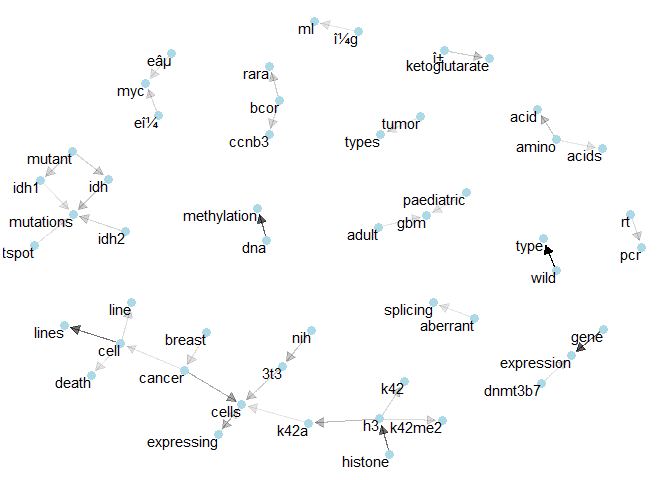 ml
î¼g
eâµ
myc
eî¼
rara
bcor
ccnb3
î±
ketoglutarate
tumor
types
acid
amino
acids
mutant
idh1
idh
mutations
idh2
tspot
methylation
dna
paediatric
adult
gbm
type
wild
rt
pcr
line
lines
cell
death
breast
cancer
nih
3t3
cells
expressing
splicing
aberrant
gene
expression
dnmt3b7
k42
k42a
h3
k42me2
histone